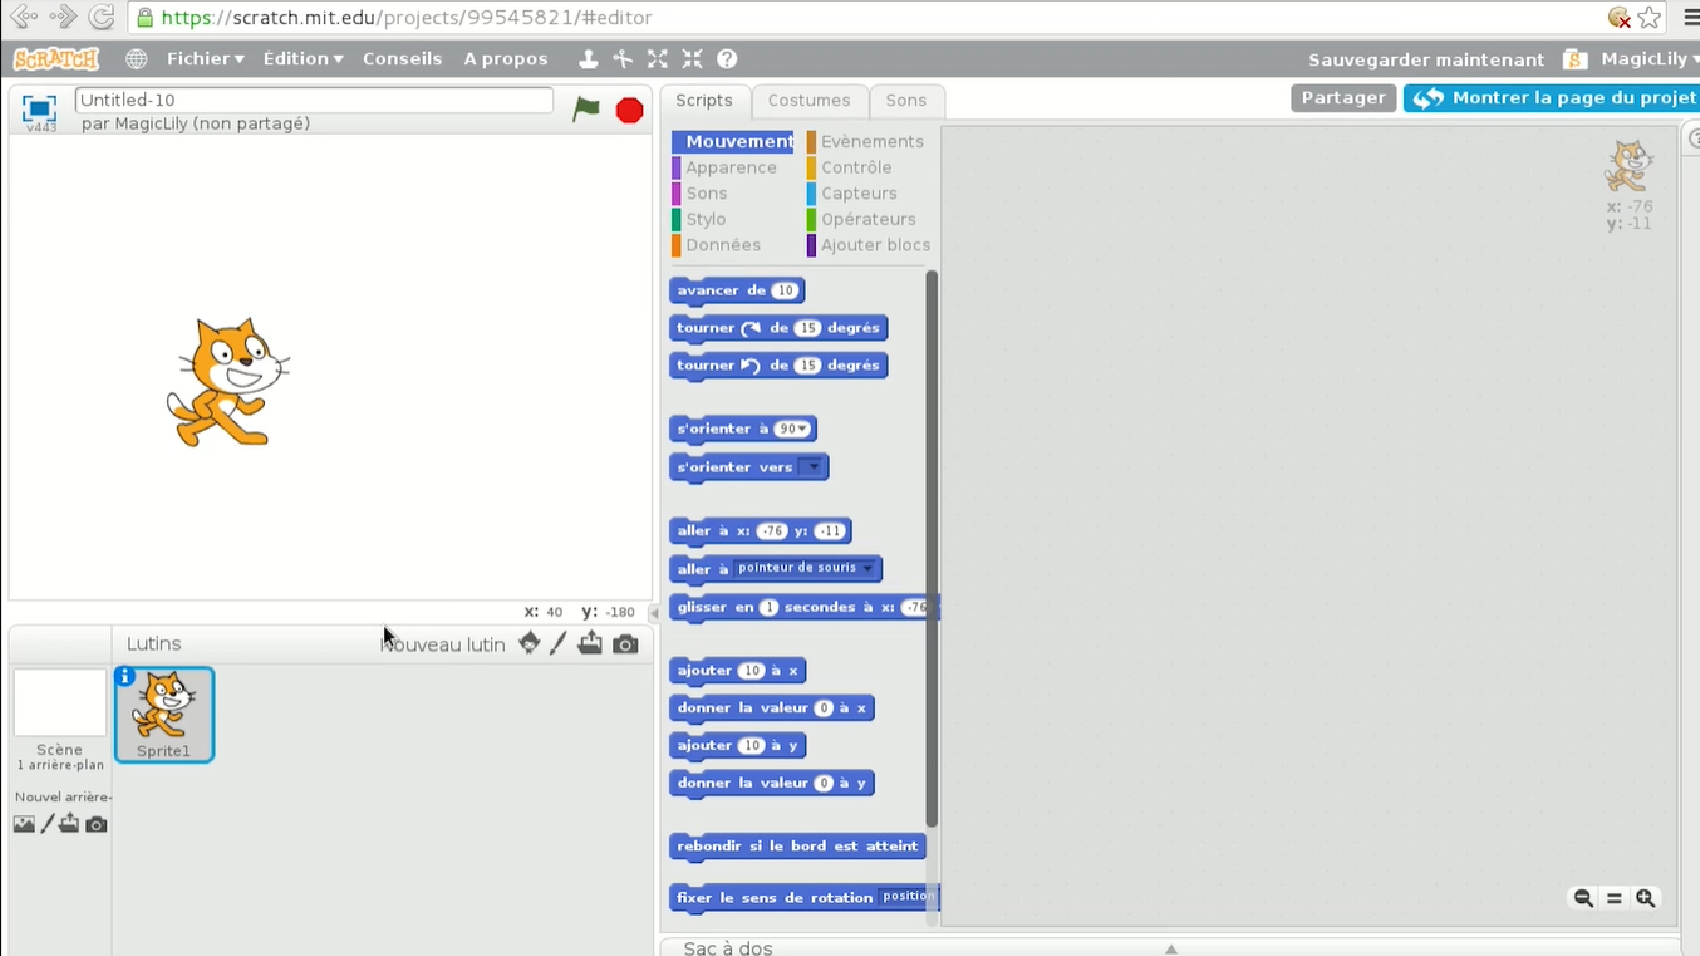 https://scratch.mit.edu/projects/99545821/#editor
SCRATCH Fichier Édition Conseils A propos Sauvegarder maintenant MagicLily
Untitled-10
par MagicLily (non partagé)
v443
Scripts Costumes Sons
Partager Montrer la page du projet
Mouvement Evènements
Apparence Contrôle
Sons Capteurs
Stylo Opérateurs
Données Ajouter blocs
x: -76
y: -11
avancer de 10
tourner de 15 degrés
tourner de 15 degrés
s'orienter à 90
s'orienter vers
aller à x: -76 y: -11
aller à pointeur de souris
glisser en 1 secondes à x: -76
ajouter 10 à x
donner la valeur 0 à x
ajouter 10 à y
donner la valeur 0 à y
rebondir si le bord est atteint
fixer le sens de rotation position
x: 40 y: -180
Lutins Nouveau lutin
Sprite1
Scène
1 arrière-plan
Nouvel arrière-
Sac à dos